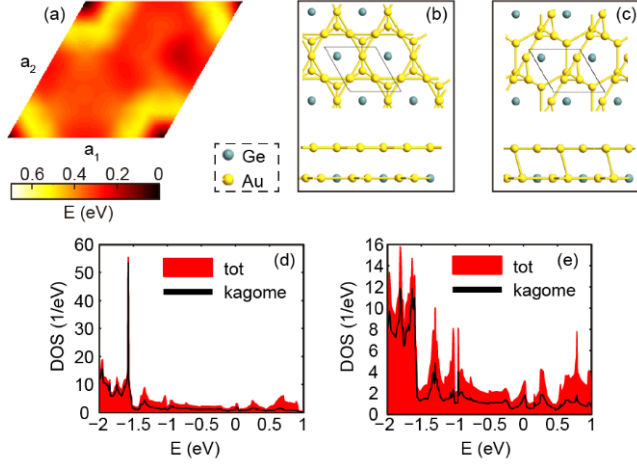 (a)
a2
a1
0.6 0.4 0.2 0
E (eV)
(b)
(c)
Ge
Au
(d)
tot
kagome
DOS (1/eV)
60
50
40
30
20
10
0
−2 −1.5 −1 −0.5 0 0.5 1
E (eV)
(e)
tot
kagome
DOS (1/eV)
16
14
12
10
8
6
4
2
0
−2 −1.5 −1 −0.5 0 0.5 1
E (eV)